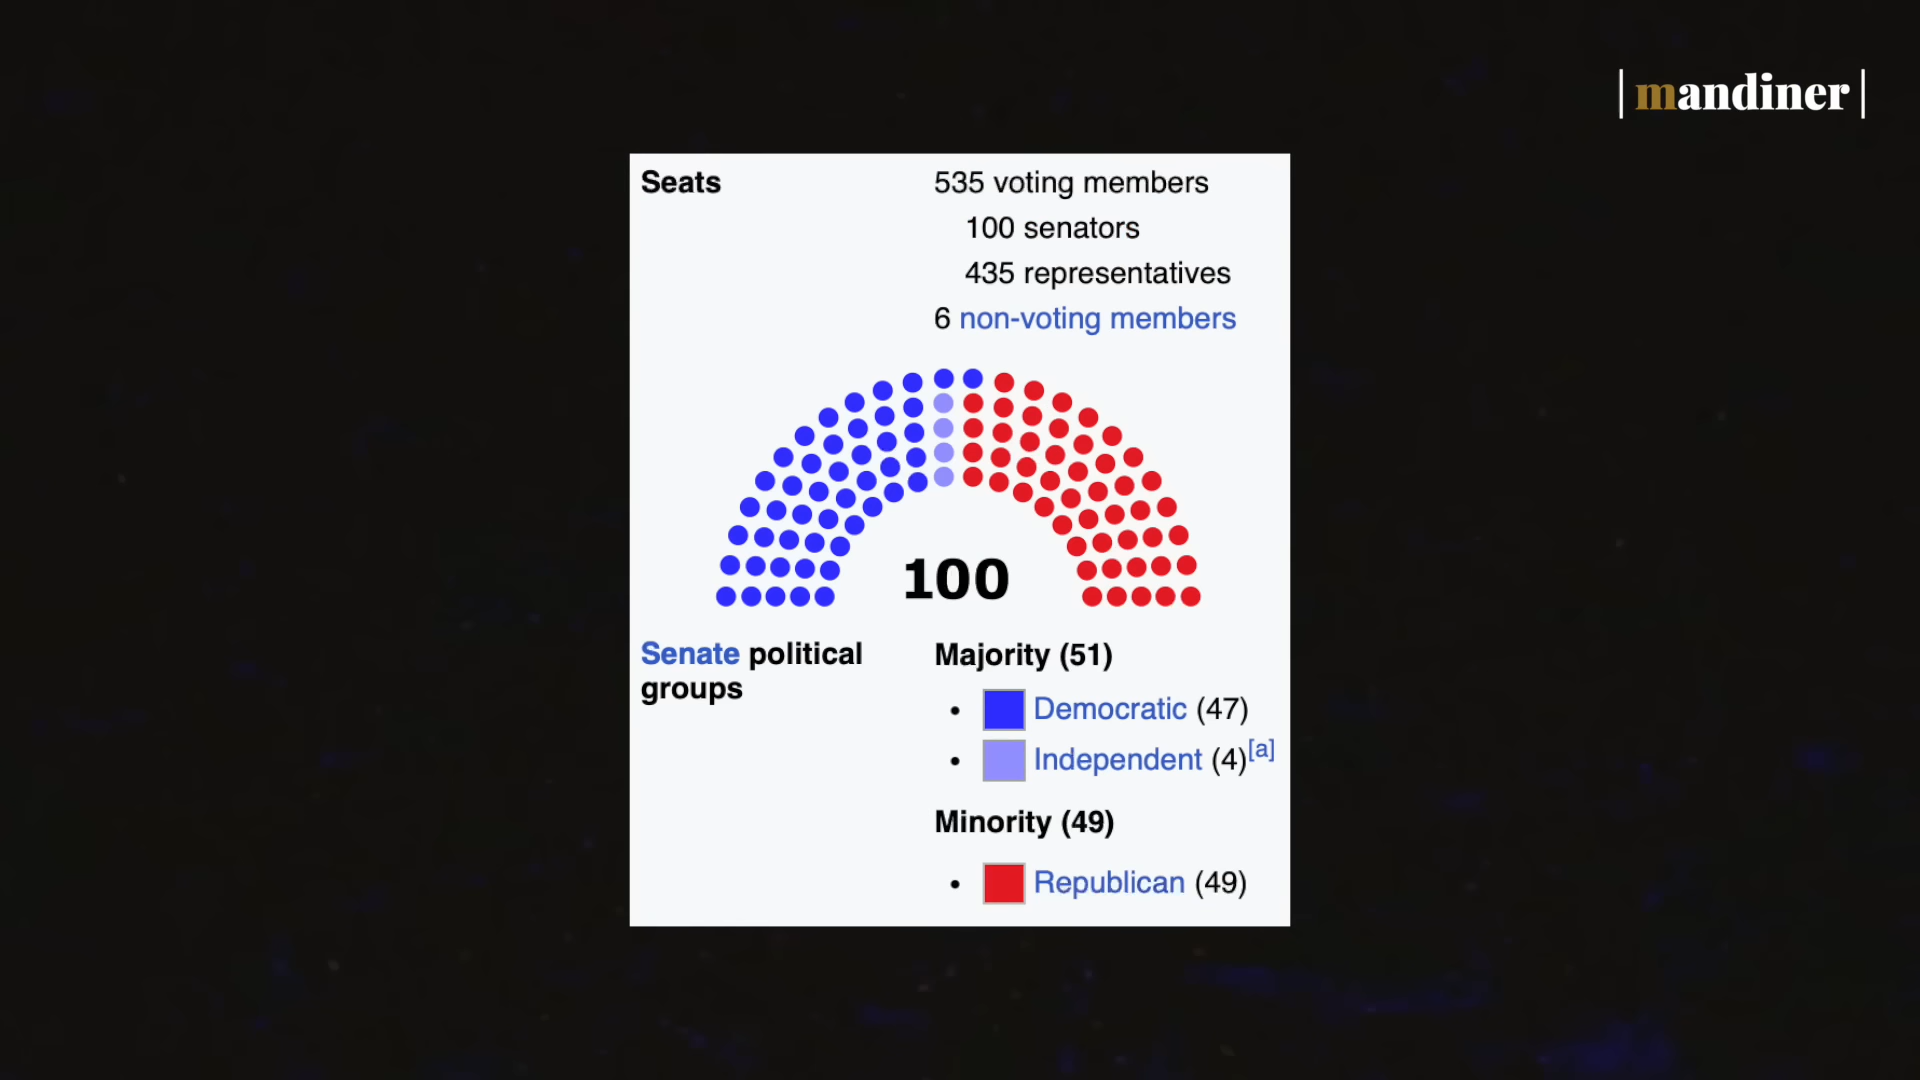 | mandiner |
Seats
535 voting members
100 senators
435 representatives
6 non-voting members
100
Senate political
groups
Majority (51)
• Democratic (47)
• Independent (4)[a]
Minority (49)
• Republican (49)